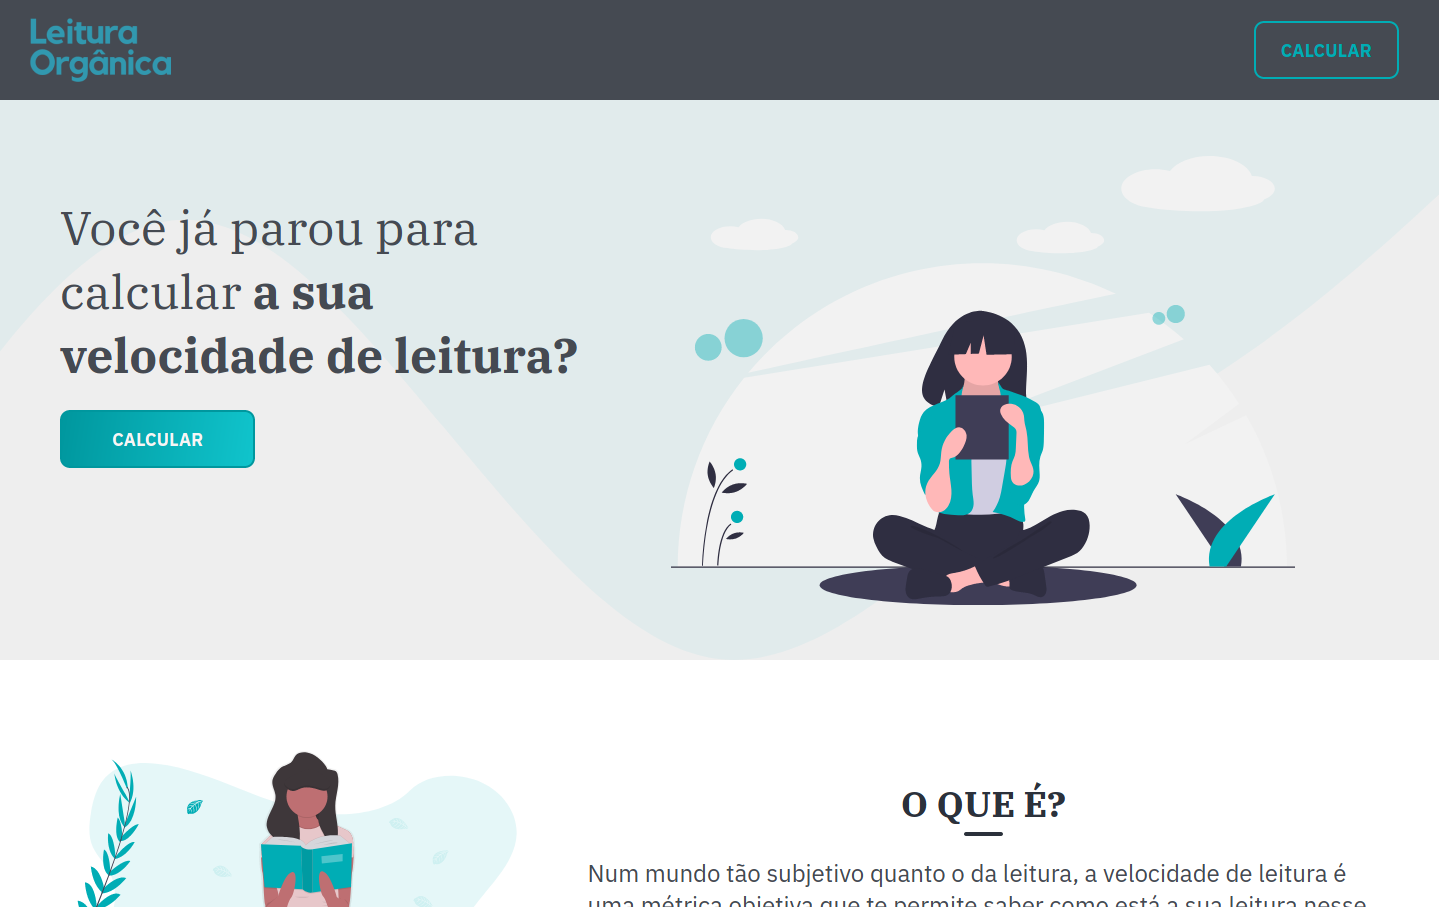 Leitura
Orgânica
CALCULAR
Você já parou para
calcular a sua
velocidade de leitura?
CALCULAR
O QUE É?
Num mundo tão subjetivo quanto o da leitura, a velocidade de leitura é
uma métrica objetiva que te permite saber como está a sua leitura nesse